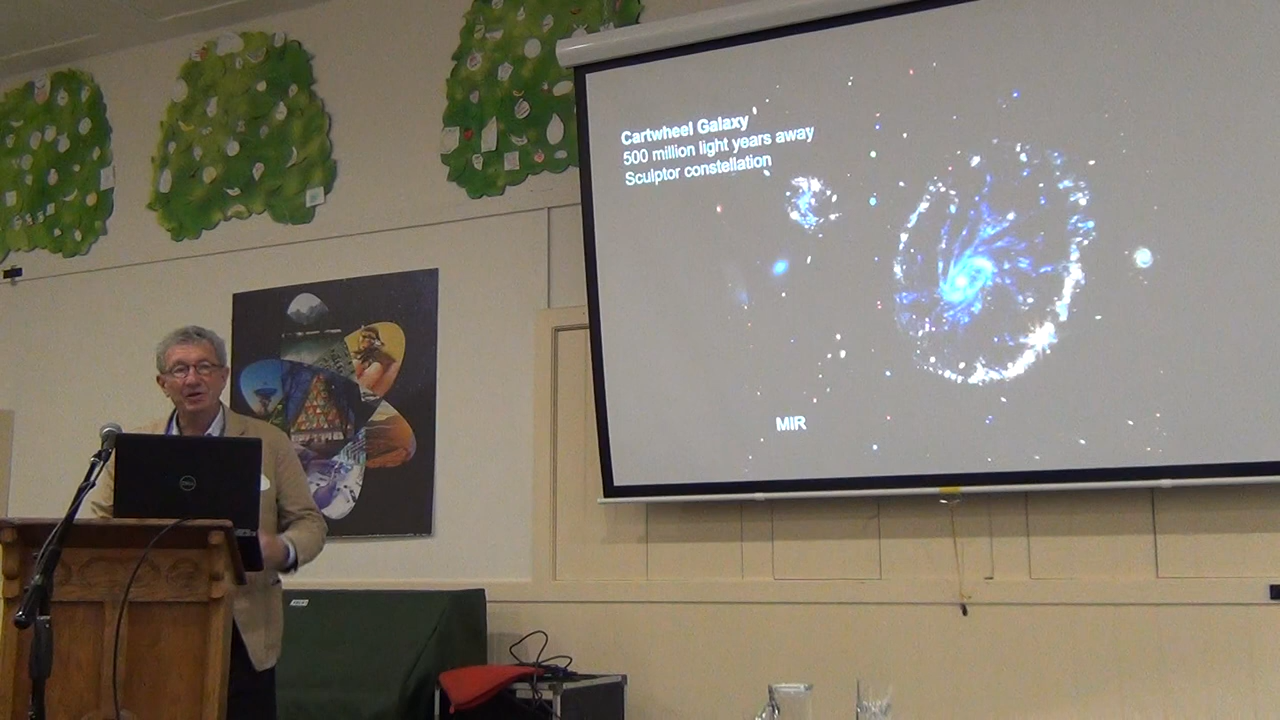 Cartwheel Galaxy
500 million light years away
Sculptor constellation
MIR
DELL